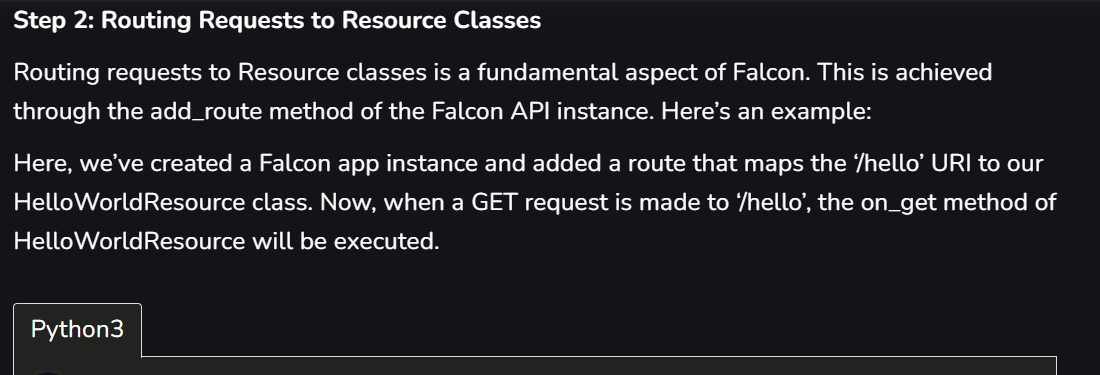 Step 2: Routing Requests to Resource Classes
Routing requests to Resource classes is a fundamental aspect of Falcon. This is achieved
through the add_route method of the Falcon API instance. Here’s an example:
Here, we’ve created a Falcon app instance and added a route that maps the ‘/hello’ URI to our
HelloWorldResource class. Now, when a GET request is made to ‘/hello’, the on_get method of
HelloWorldResource will be executed.
Python3